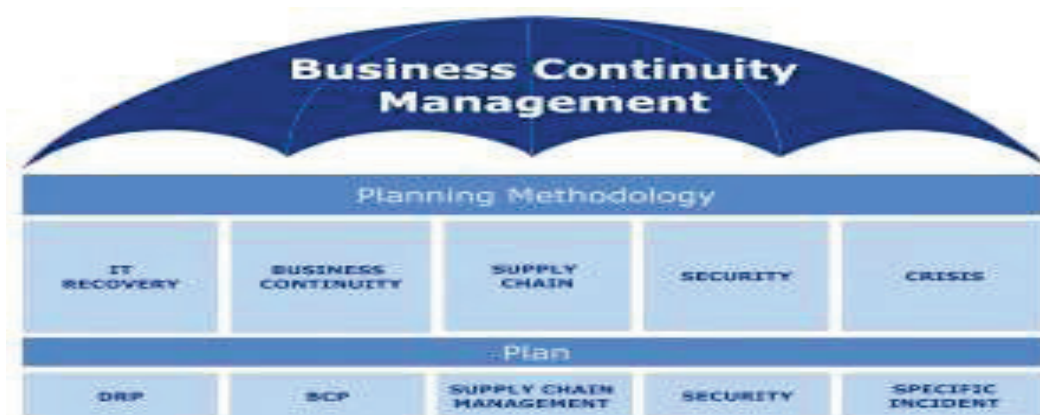 Business Continuity
Management
Planning Methodology
IT
RECOVERY
BUSINESS
CONTINUITY
SUPPLY
CHAIN
SECURITY
CRISIS
Plan
DRP
BCP
SUPPLY CHAIN
MANAGEMENT
SECURITY
SPECIFIC
INCIDENT